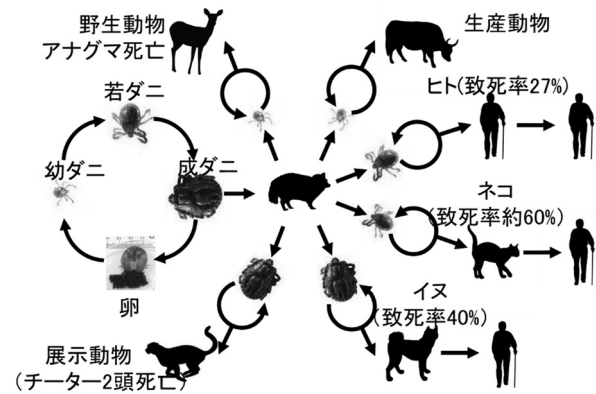 野生動物
アナグマ死亡
生産動物
若ダニ
ヒト(致死率27%)
幼ダニ
成ダニ
ネコ
(致死率約60%)
卵
イヌ
(致死率40%)
展示動物
(チーター2頭死亡)